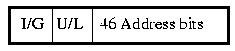 I/G U/L 46 Address bits